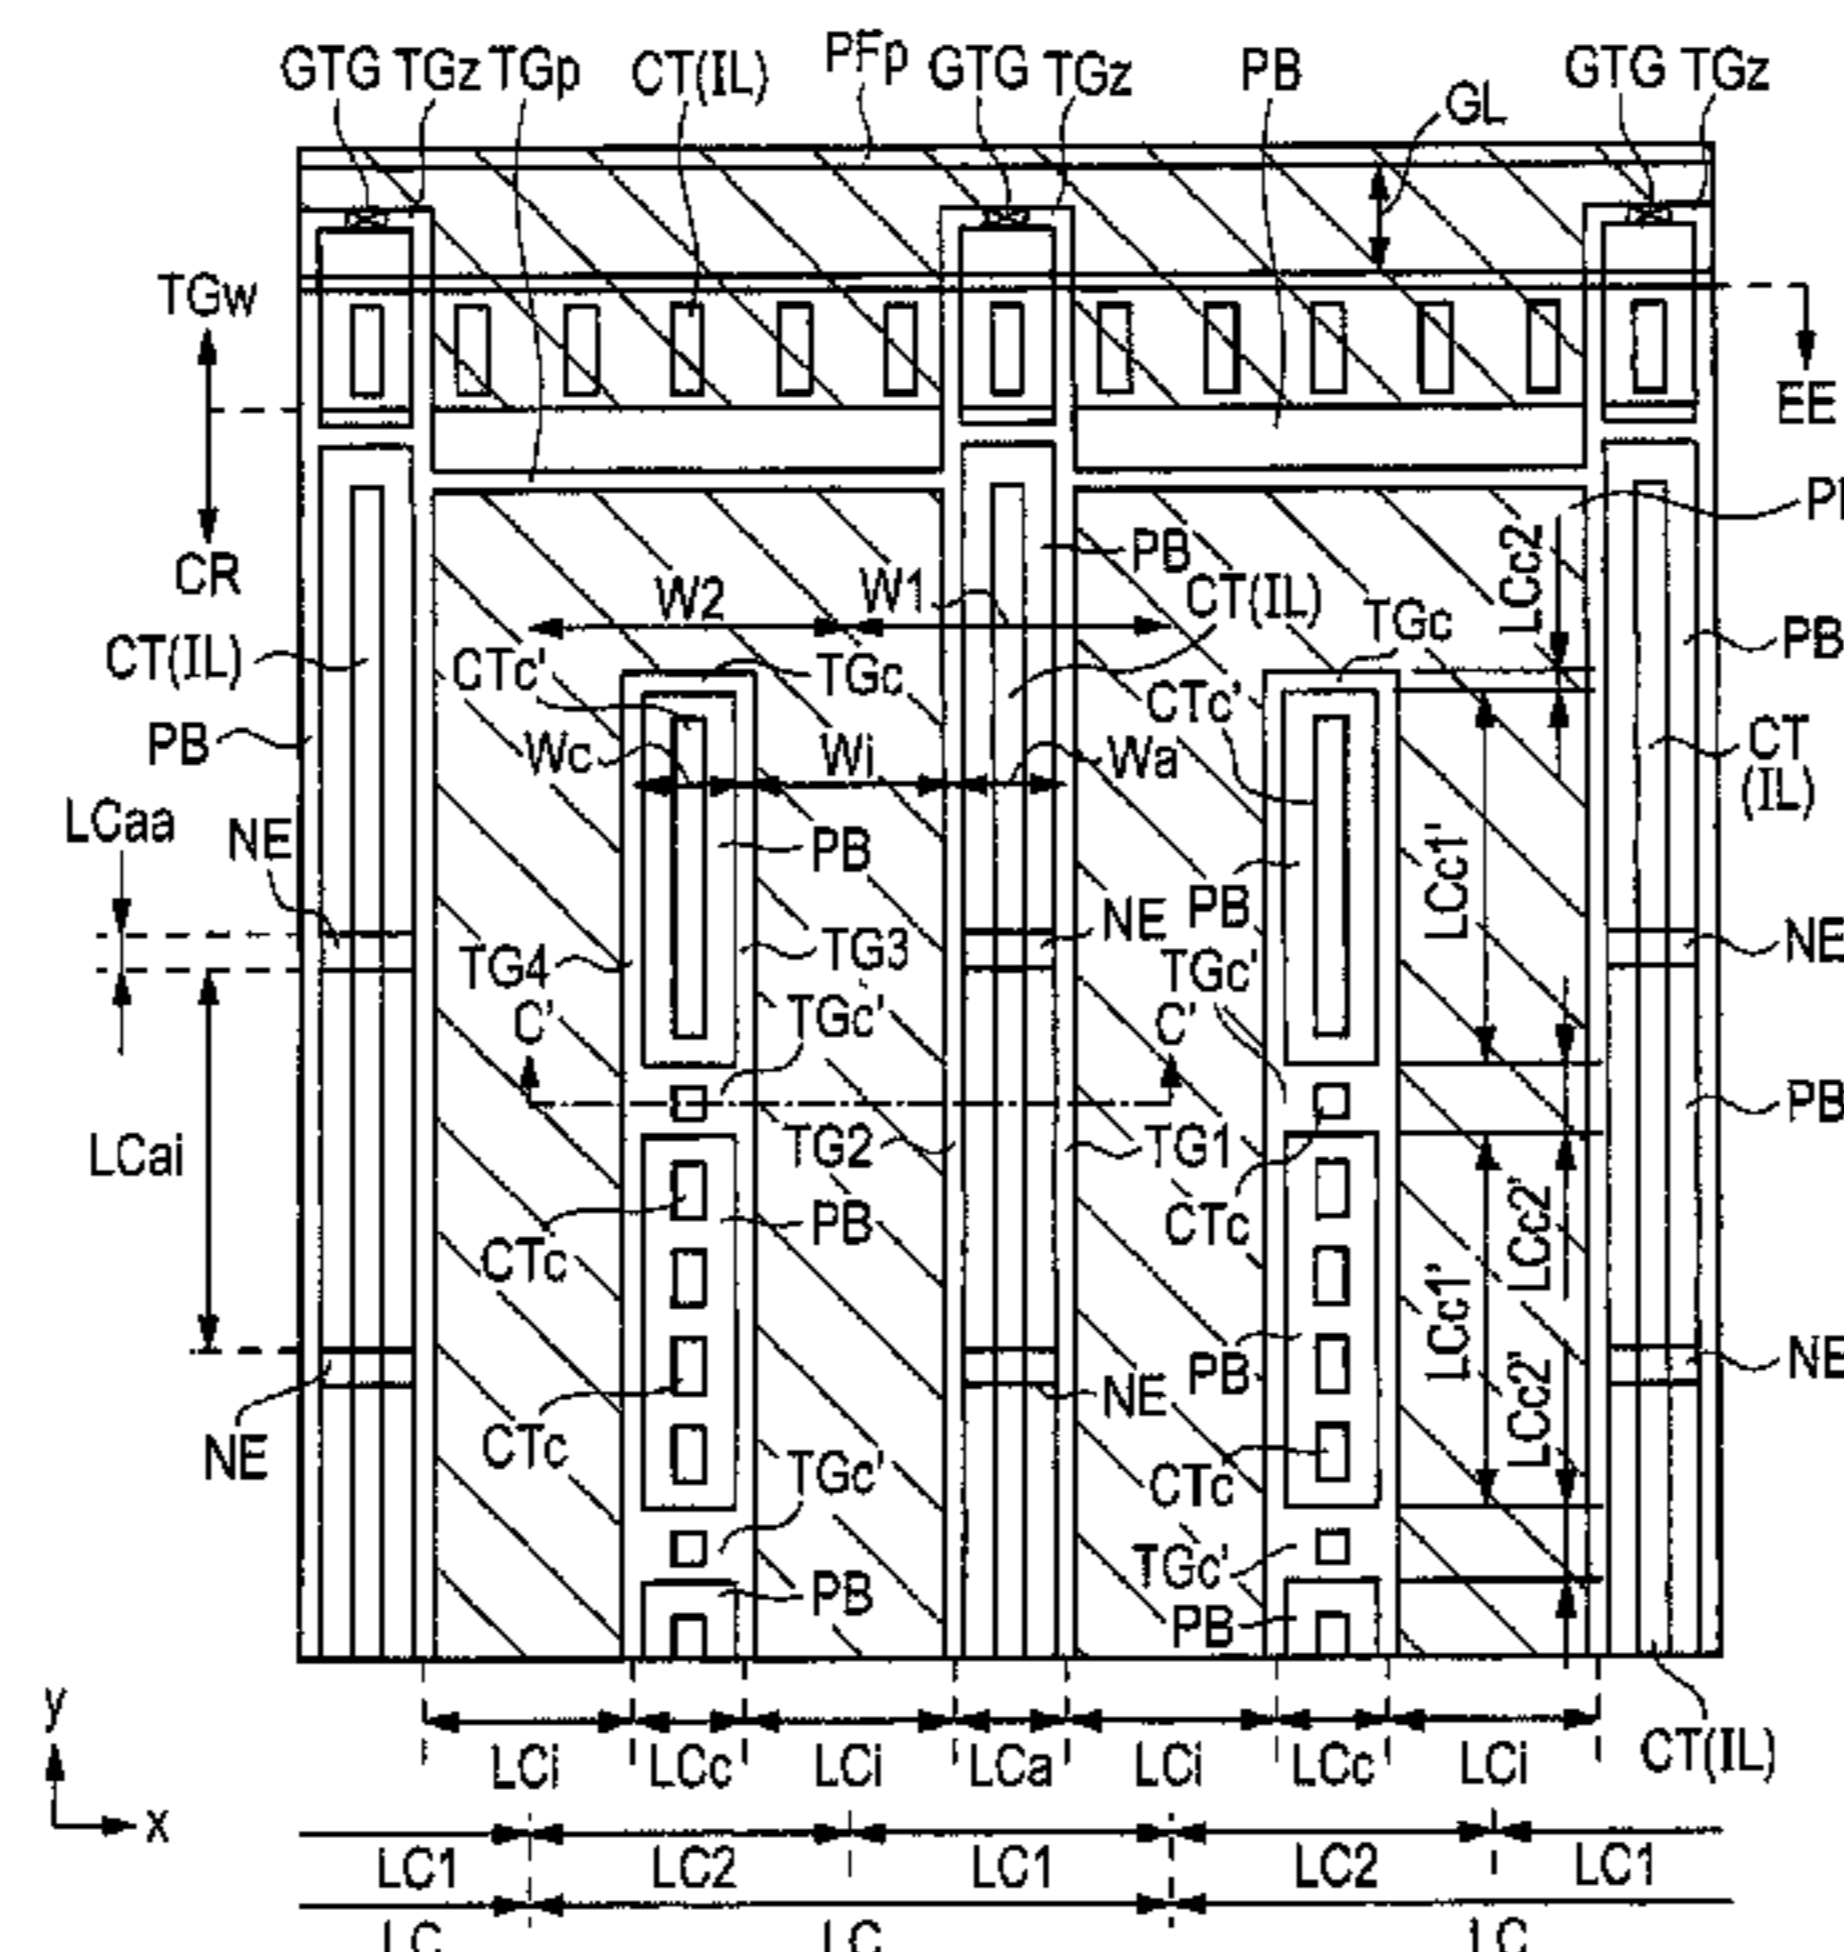 GTG TGz TGp CT(IL) PFp GTG TGz PB GL GTG TGz
TGw
EE
CR
PB
W2 W1 CT(IL) TGc LCc2
PB
CT(IL) CTc' TGc CTc'
PB Wc Wi Wa CT
(IL)
LCaa NE PB PB LCc1'
NE NE
TG4 TG3 TGc'
C' TGc' C'
PB
LCai TG2 TG1
CTc PB CTc LCc2'
LCc1'
PB NE
NE CTc NE LCc2'
TGc' CTc
TGc'
PB PB
y
x
LCi LCc LCi LCa LCi LCc LCi CT(IL)
LC1 LC2 LC1 LC2 LC1
LC LC LC